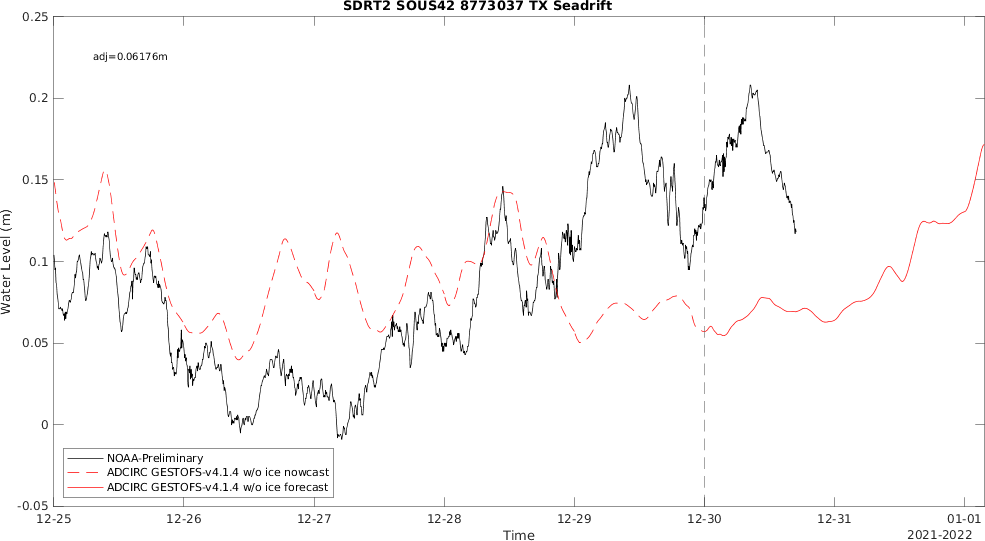 SDRT2 SOUS42 8773037 TX Seadrift
0.25
adj=0.06176m
0.2
0.15
0.1
0.05
0
-0.05
Water Level (m)
NOAA-Preliminary
ADCIRC GESTOFS-v4.1.4 w/o ice nowcast
ADCIRC GESTOFS-v4.1.4 w/o ice forecast
12-25 12-26 12-27 12-28 12-29 12-30 12-31 01-01
Time
2021-2022